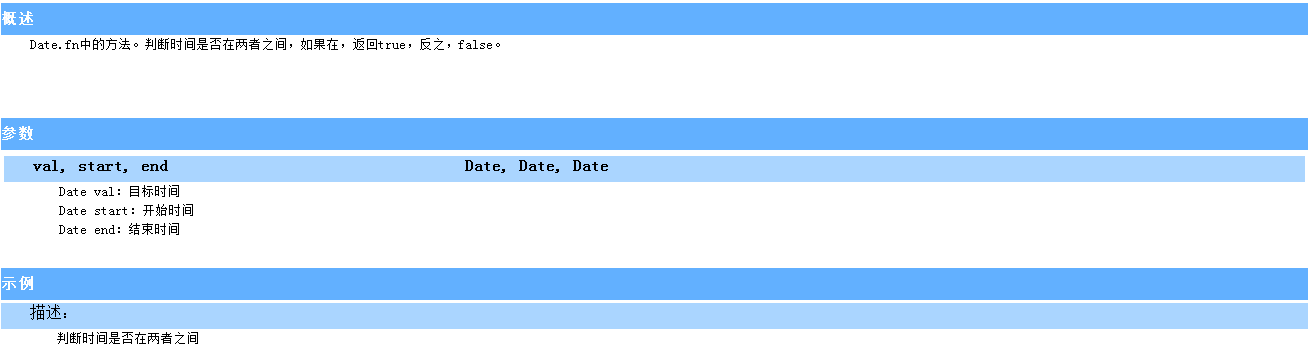 概述
Date.fn中的方法。判断时间是否在两者之间，如果在，返回true，反之，false。
参数
val, start, end Date, Date, Date
Date val：目标时间
Date start：开始时间
Date end：结束时间
示例
描述：
判断时间是否在两者之间